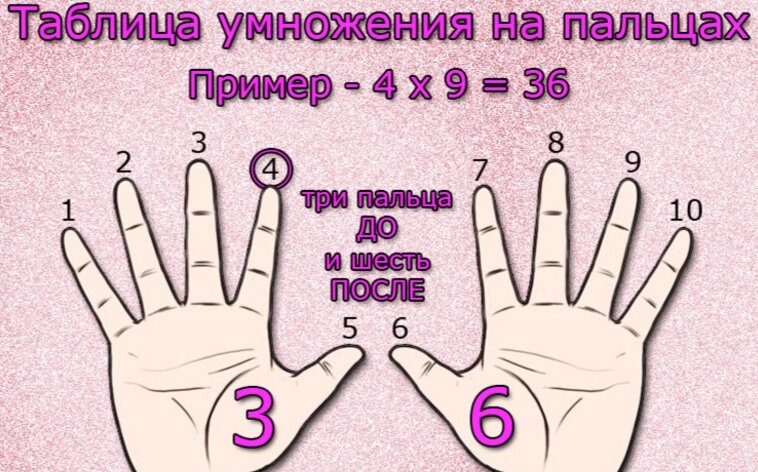 Таблица умножения на пальцах
Пример - 4 x 9 = 36
1 2 3 4
три пальца
ДО
и шесть
ПОСЛЕ
7 8 9 10
5 6
3 6